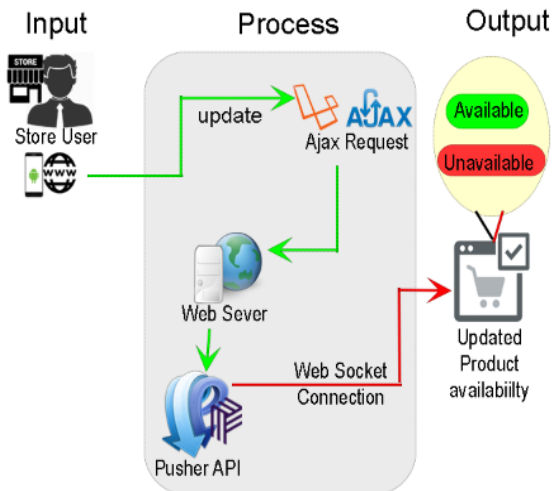 Input
Process
Output
STORE
Store User
WWW
update
AJAX
Ajax Request
Available
Unavailable
Web Sever
Web Socket
Connection
Pusher API
Updated
Product
availabiilty